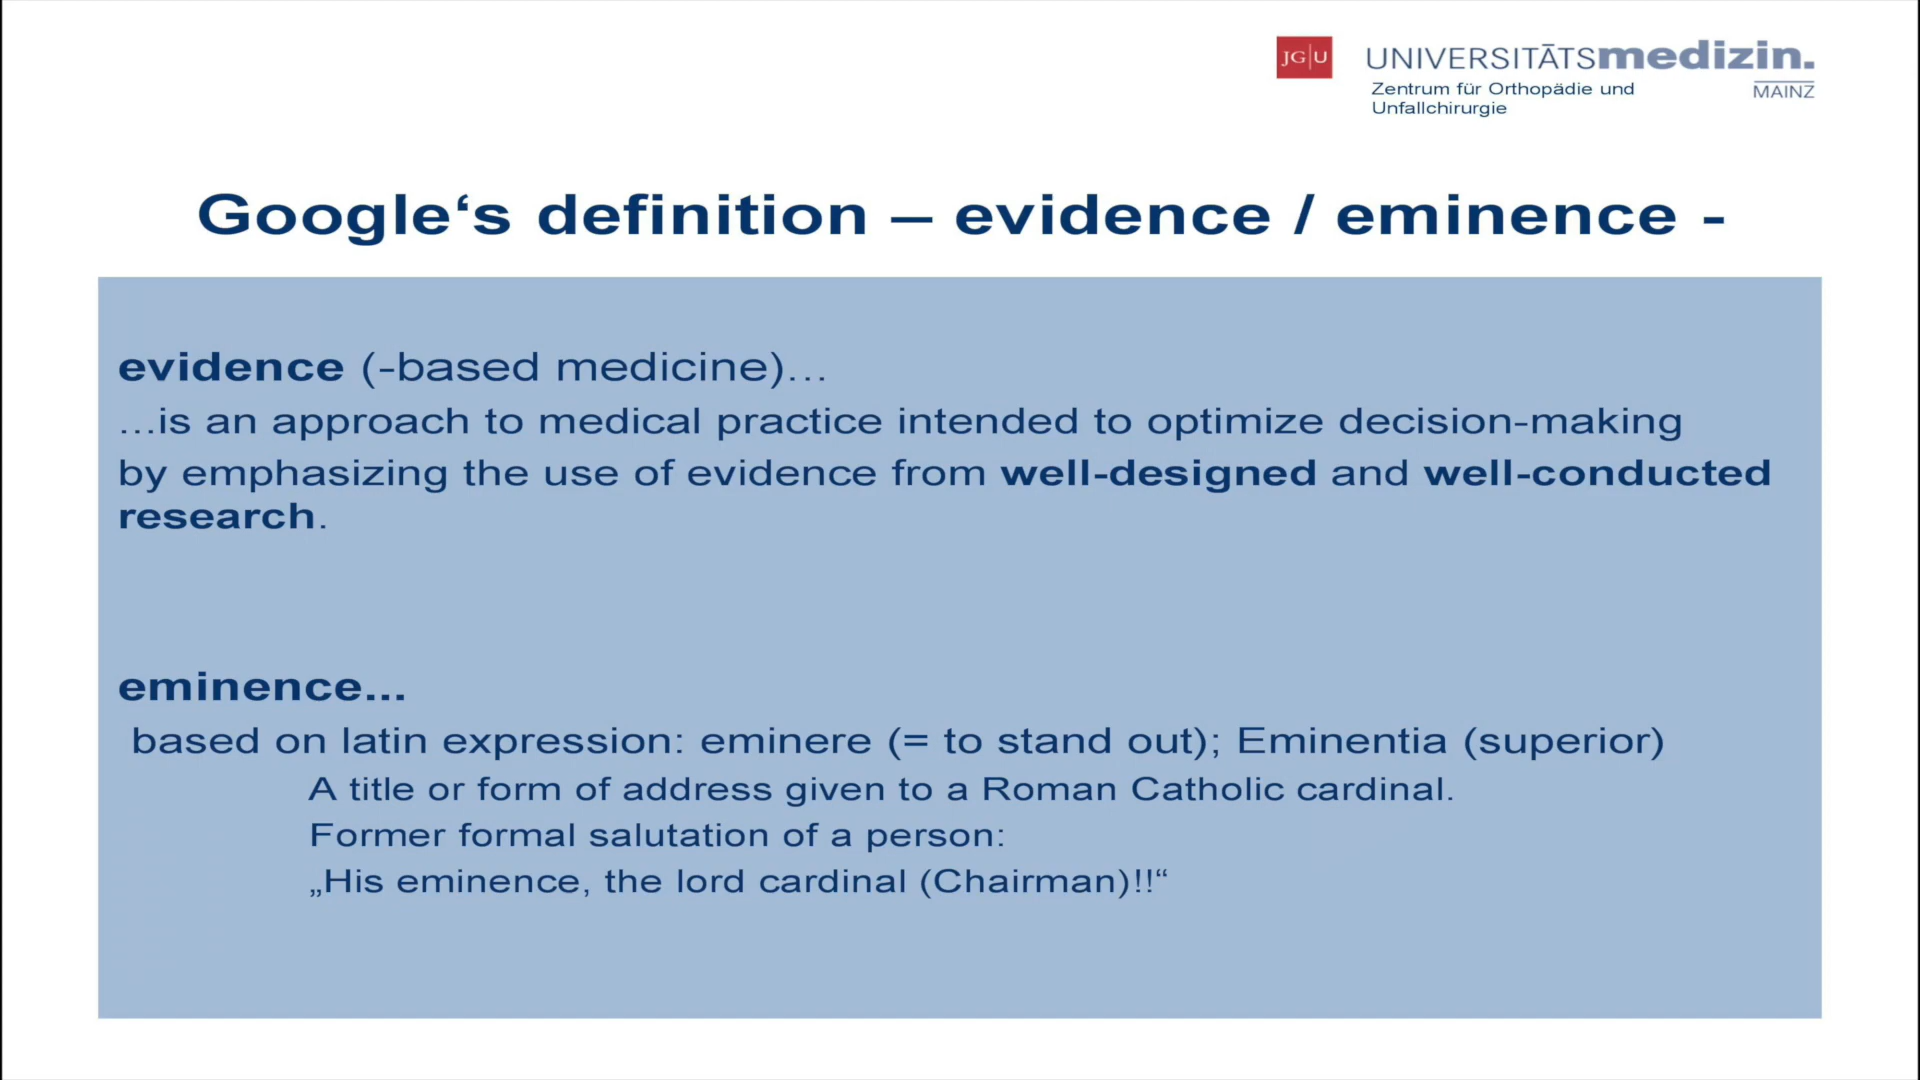 JG|U
UNIVERSITĀTSmedizin.
MAINZ
Zentrum für Orthopädie und
Unfallchirurgie
Google‘s definition – evidence / eminence -
evidence (-based medicine)…
…is an approach to medical practice intended to optimize decision-making
by emphasizing the use of evidence from well-designed and well-conducted
research.
eminence...
based on latin expression: eminere (= to stand out); Eminentia (superior)
A title or form of address given to a Roman Catholic cardinal.
Former formal salutation of a person:
„His eminence, the lord cardinal (Chairman)!!“